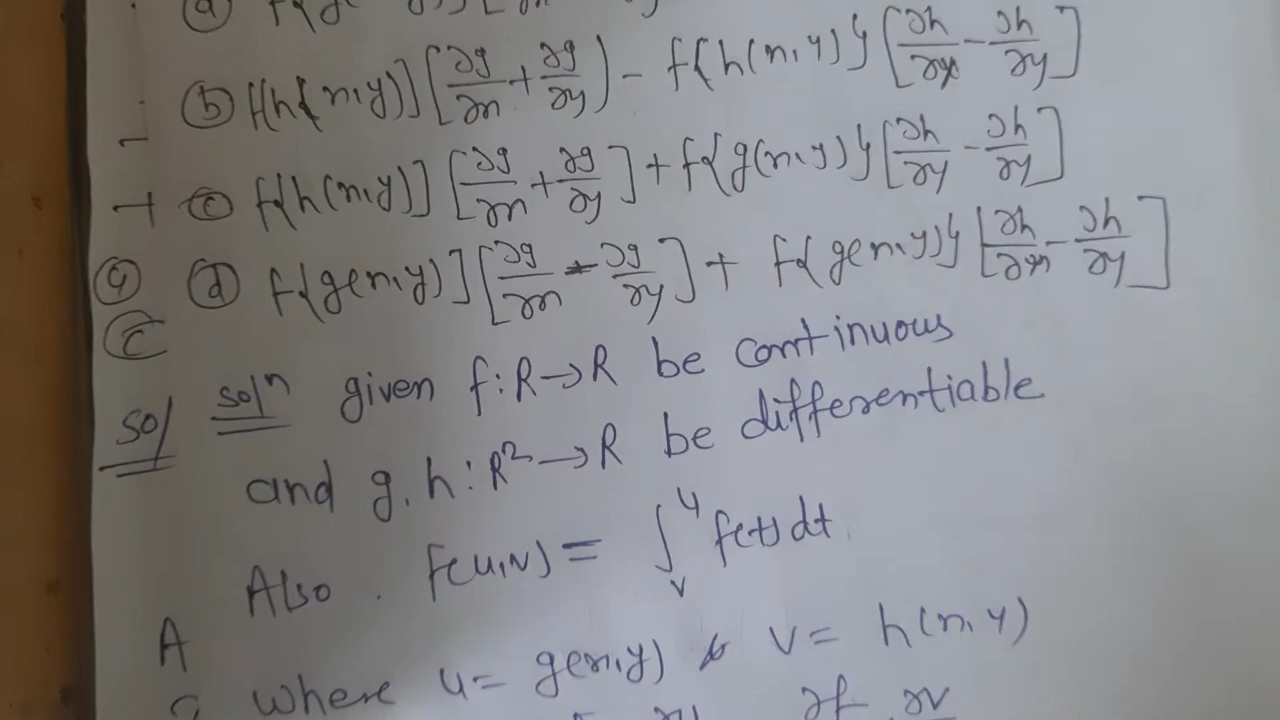 (b) f{h(x,y)}[∂g/∂x + ∂g/∂y) - f{h(x,y)}[∂h/∂x - ∂h/∂y]
(c) f{h(x,y)}[∂g/∂x + ∂g/∂y] + f{g(x,y)}[∂h/∂y - ∂h/∂y]
(d) f{g(x,y)][∂g/∂x - ∂g/∂y] + f{g(x,y)}[∂h/∂x - ∂h/∂y]
Sol Solⁿ given f:R→R be continuous
and g, h : R²→R be differentiable
Also . F(u,v) = ∫ᵥᵘ f(t) dt.
A
where u = g(x,y) & v = h(x,y)